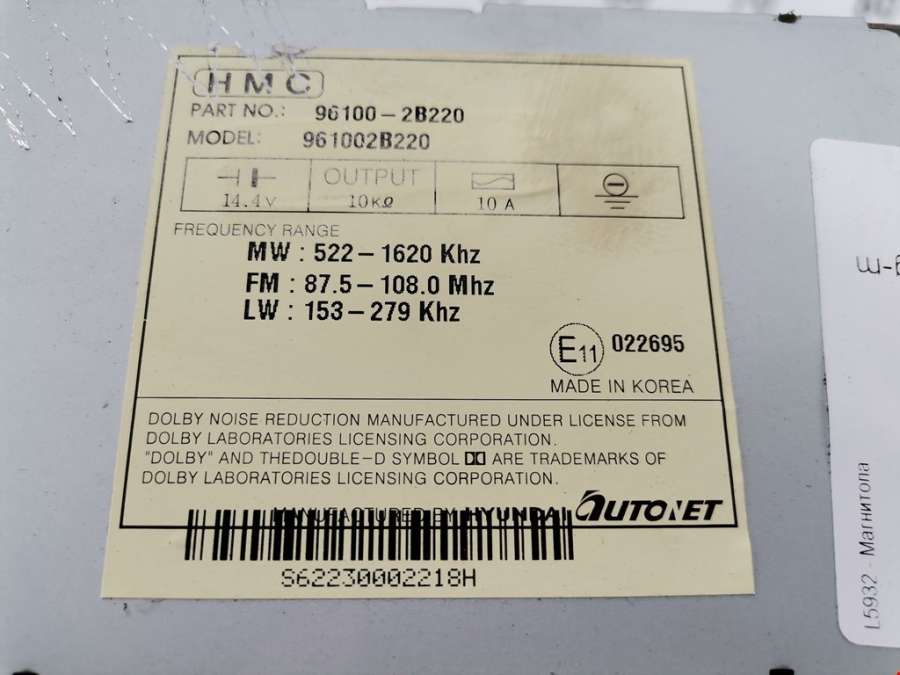 HMC
PART NO.: 96100-2B220
MODEL: 961002B220
14.4V
OUTPUT
10KΩ
10 A
FREQUENCY RANGE
MW : 522-1620 Khz
FM : 87.5-108.0 Mhz
LW : 153-279 Khz
E11 022695
MADE IN KOREA
DOLBY NOISE REDUCTION MANUFACTURED UNDER LICENSE FROM
DOLBY LABORATORIES LICENSING CORPORATION.
"DOLBY" AND THEDOUBLE-D SYMBOL ARE TRADEMARKS OF
DOLBY LABORATORIES LICENSING CORPORATION.
MANUFACTURED BY HYUNDAI AUTONET
S62230002218H
L5932 - Магнитола